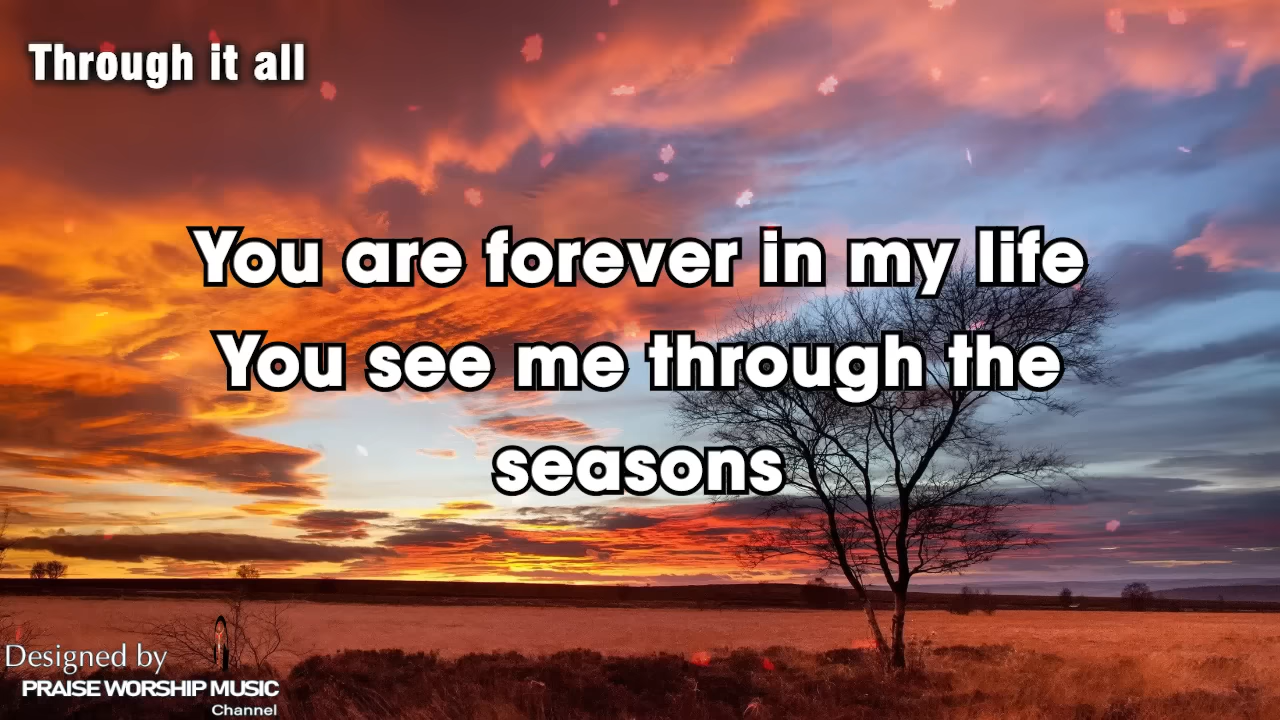 Through it all
You are forever in my life
You see me through the
seasons
Designed by
PRAISE WORSHIP MUSIC
Channel